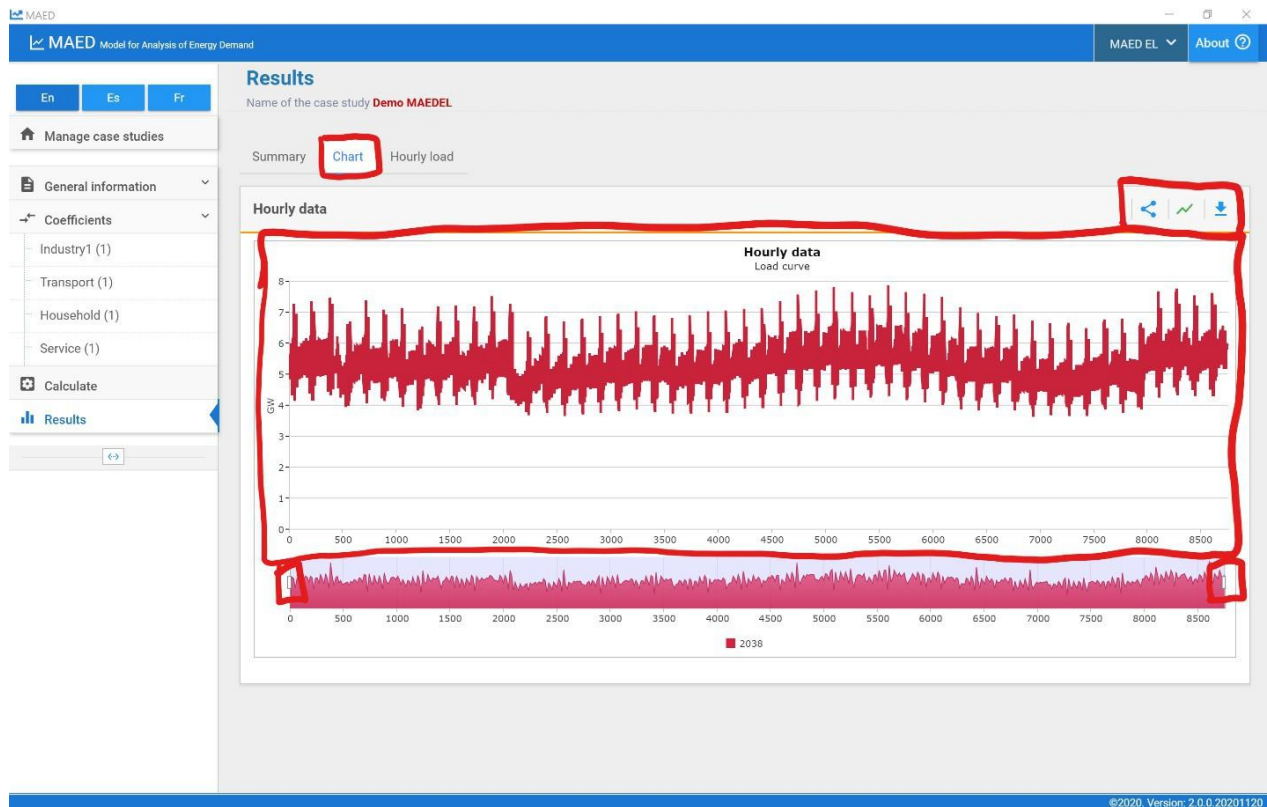 MAED
MAED Model for Analysis of Energy Demand
MAED EL
About
En Es Fr
Manage case studies
General information
Coefficients
Industry1 (1)
Transport (1)
Household (1)
Service (1)
Calculate
Results
Results
Name of the case study Demo MAEDEL
Summary Chart Hourly load
Hourly data
Hourly data
Load curve
8
7
6
5
4
3
2
1
0
GW
0 500 1000 1500 2000 2500 3000 3500 4000 4500 5000 5500 6000 6500 7000 7500 8000 8500
0 500 1000 1500 2000 2500 3000 3500 4000 4500 5000 5500 6000 6500 7000 7500 8000 8500
2038
©2020. Version: 2.0.0.20201120